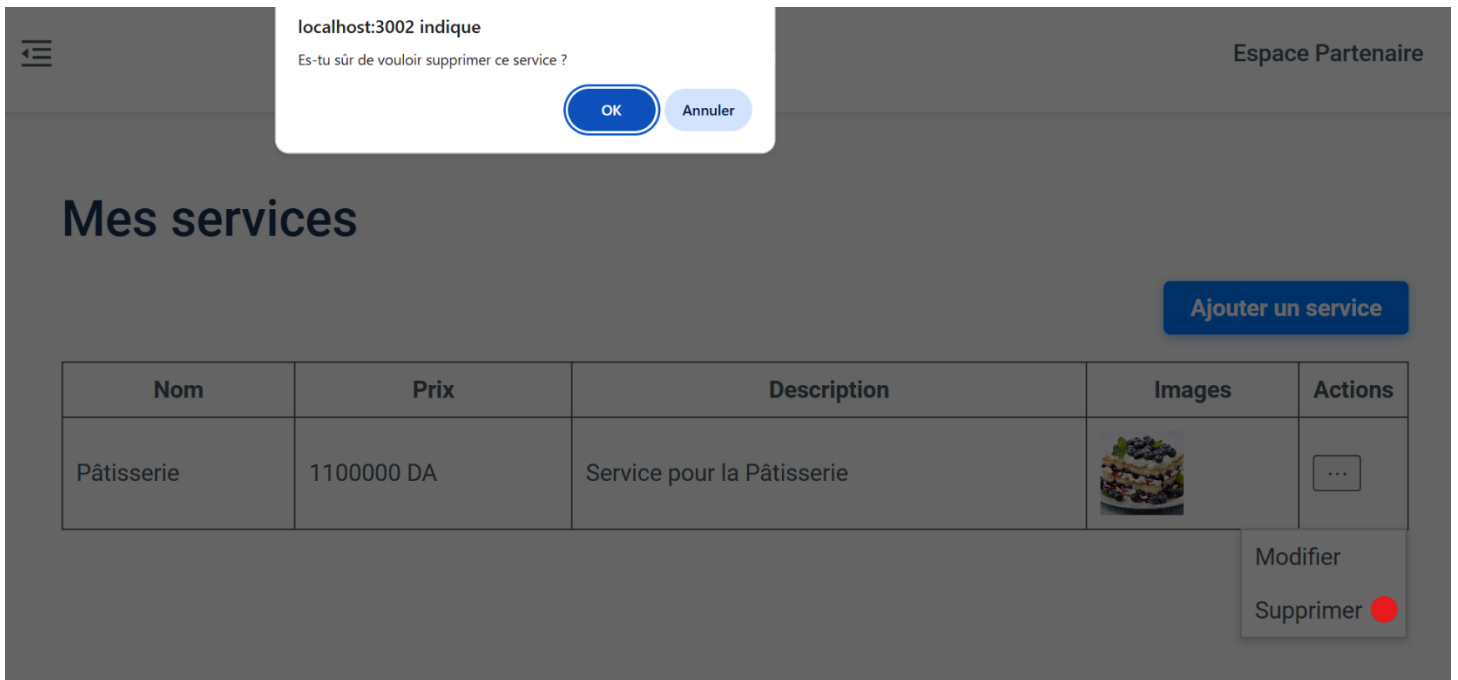 localhost:3002 indique
Es-tu sûr de vouloir supprimer ce service ?
OK Annuler
Espace Partenaire
Mes services
Ajouter un service
Nom Prix Description Images Actions
Pâtisserie 1100000 DA Service pour la Pâtisserie ...
Modifier
Supprimer